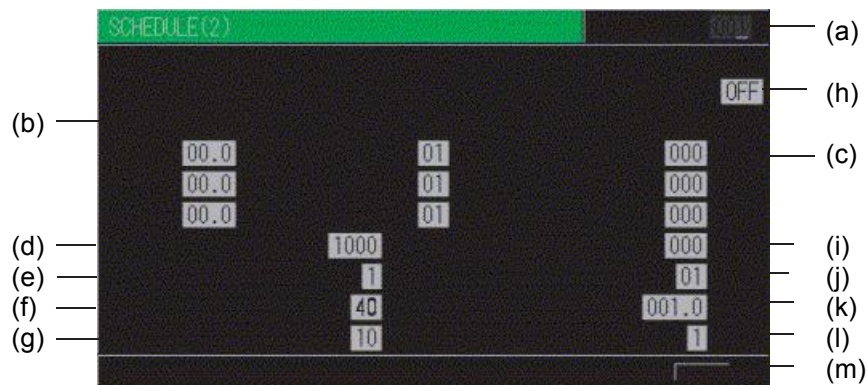 SCHEDULE(2) (a)
OFF (h)
(b)
00.0 01 000 (c)
00.0 01 000
00.0 01 000
(d) 1000 000 (i)
(e) 1 01 (j)
(f) 40 001.0 (k)
(g) 10 1 (l)
(m)